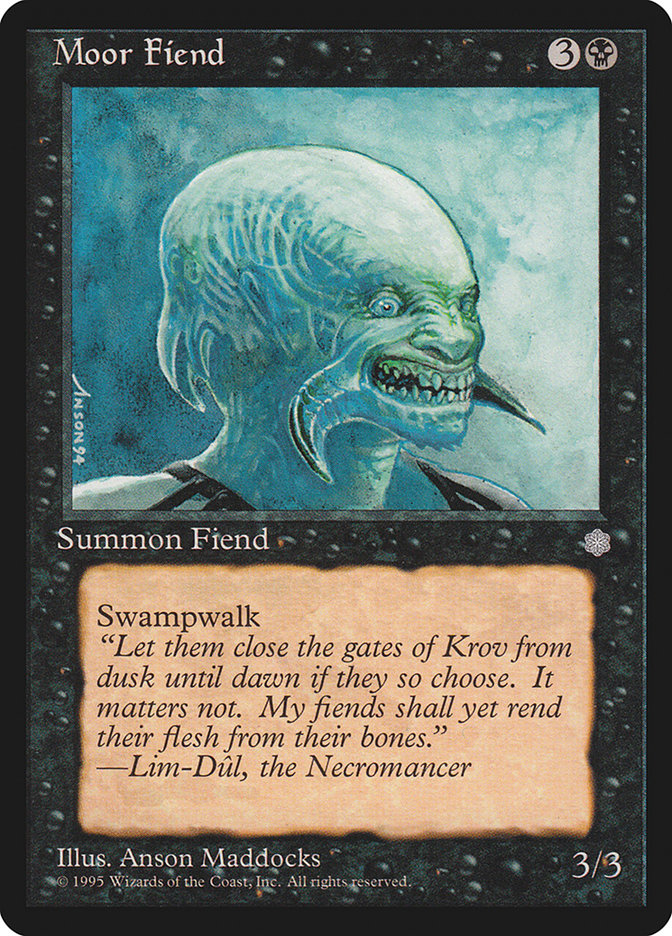 Moor Fiend
3
ANSON94
Summon Fiend
Swampwalk
“Let them close the gates of Krov from
dusk until dawn if they so choose. It
matters not. My fiends shall yet rend
their flesh from their bones.”
—Lim-Dûl, the Necromancer
Illus. Anson Maddocks
3/3
© 1995 Wizards of the Coast, Inc. All rights reserved.